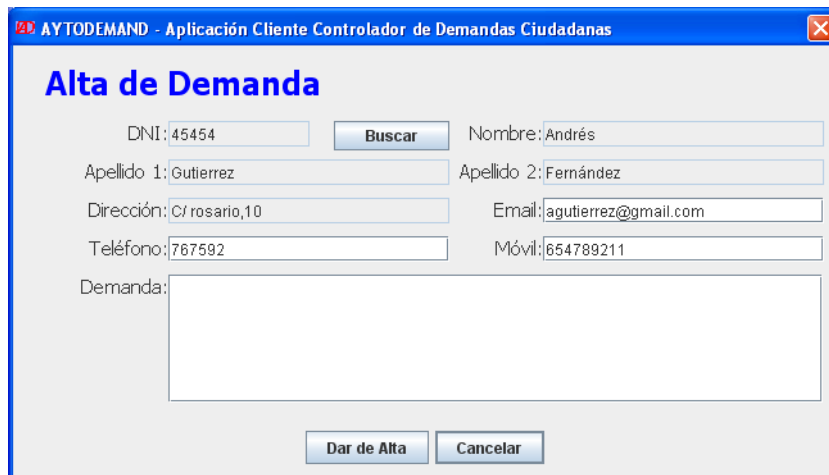 AYTODEMAND - Aplicación Cliente Controlador de Demandas Ciudadanas
Alta de Demanda
DNI: 45454 Buscar Nombre: Andrés
Apellido 1: Gutierrez Apellido 2: Fernández
Dirección: C/ rosario,10 Email: agutierrez@gmail.com
Teléfono: 767592 Móvil: 654789211
Demanda:
Dar de Alta Cancelar